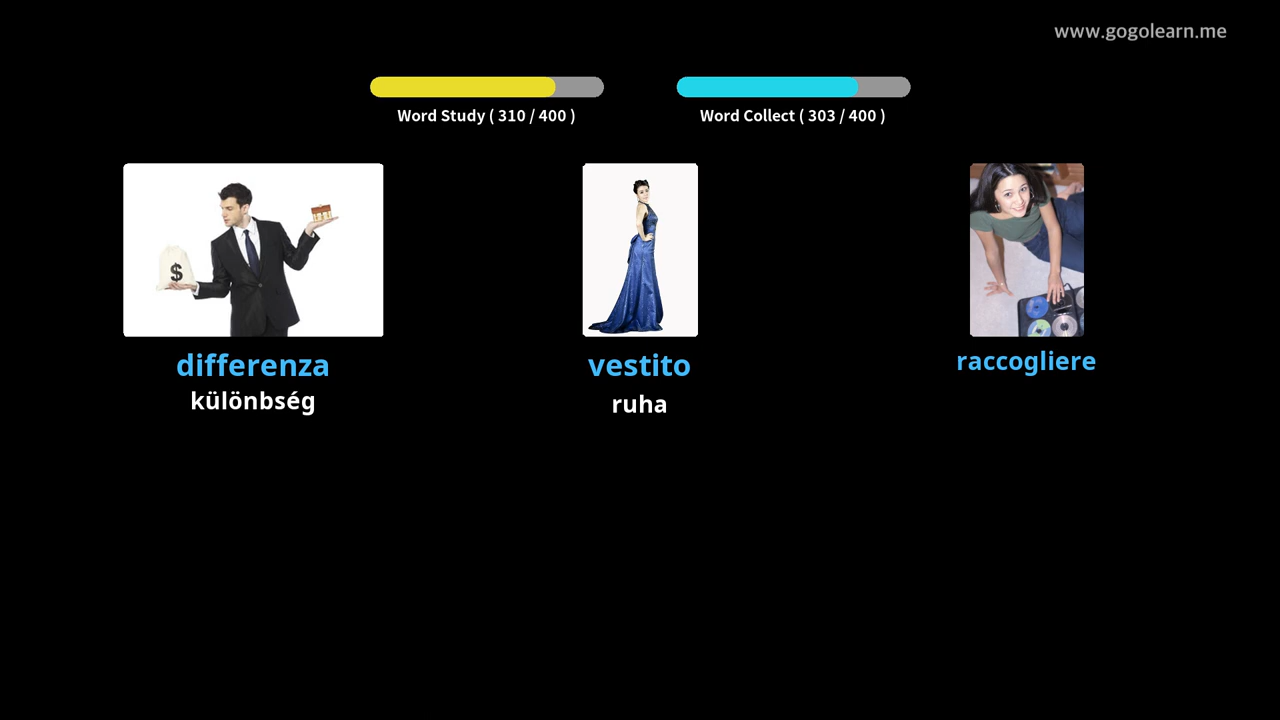 www.gogolearn.me
Word Study ( 310 / 400 )
Word Collect ( 303 / 400 )
$
differenza
vestito
raccogliere
különbség
ruha